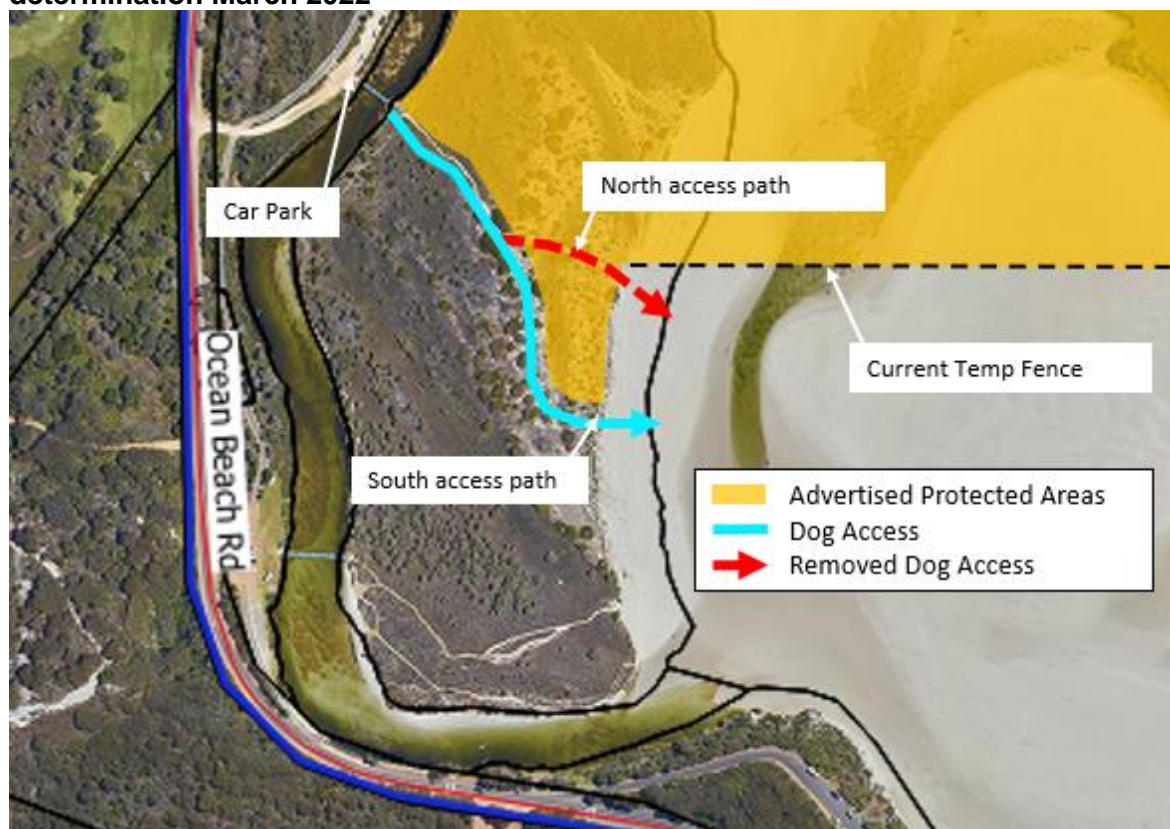 determination March 2022
North access path
Car Park
Ocean Beach Rd
Current Temp Fence
South access path
Advertised Protected Areas
Dog Access
Removed Dog Access